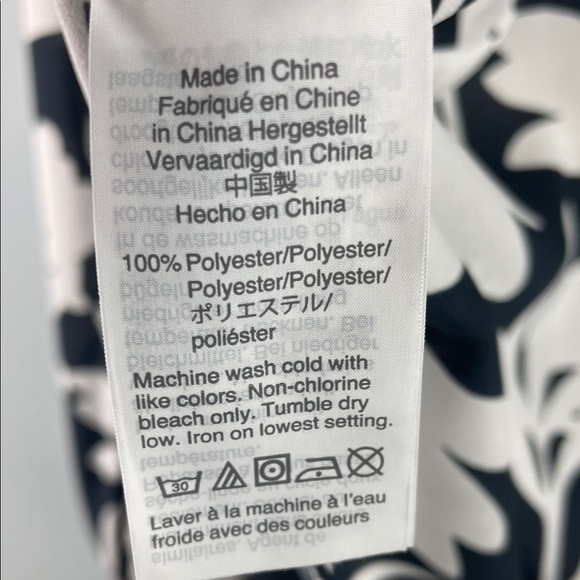 Made in China
Fabriqué en Chine
in China Hergestellt
Vervaardigd in China
中国製
Hecho en China
100% Polyester/Polyester/
Polyester/Polyester/
ポリエステル/
poliéster
Machine wash cold with
like colors. Non-chlorine
bleach only. Tumble dry
low. Iron on lowest setting.
30
Laver à la machine à l'eau
froide avec des couleurs